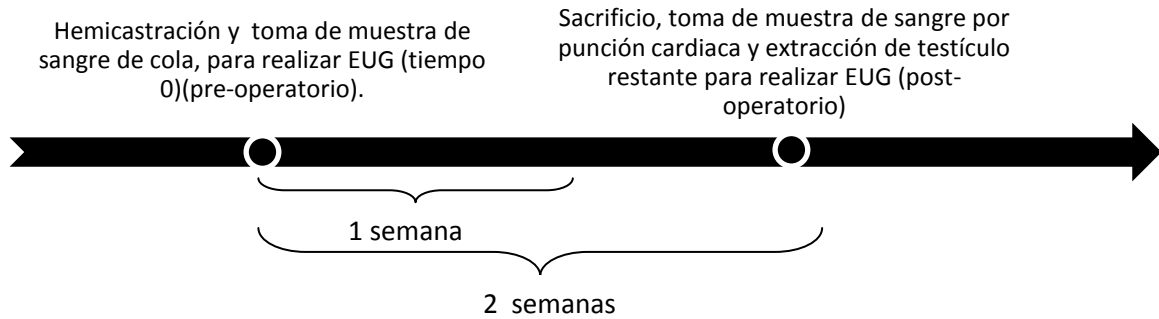 Hemicastración y  toma de muestra de
sangre de cola, para realizar EUG (tiempo
0)(pre-operatorio).
Sacrificio, toma de muestra de sangre por
punción cardiaca y extracción de testículo
restante para realizar EUG (post-
operatorio)
1 semana
2  semanas